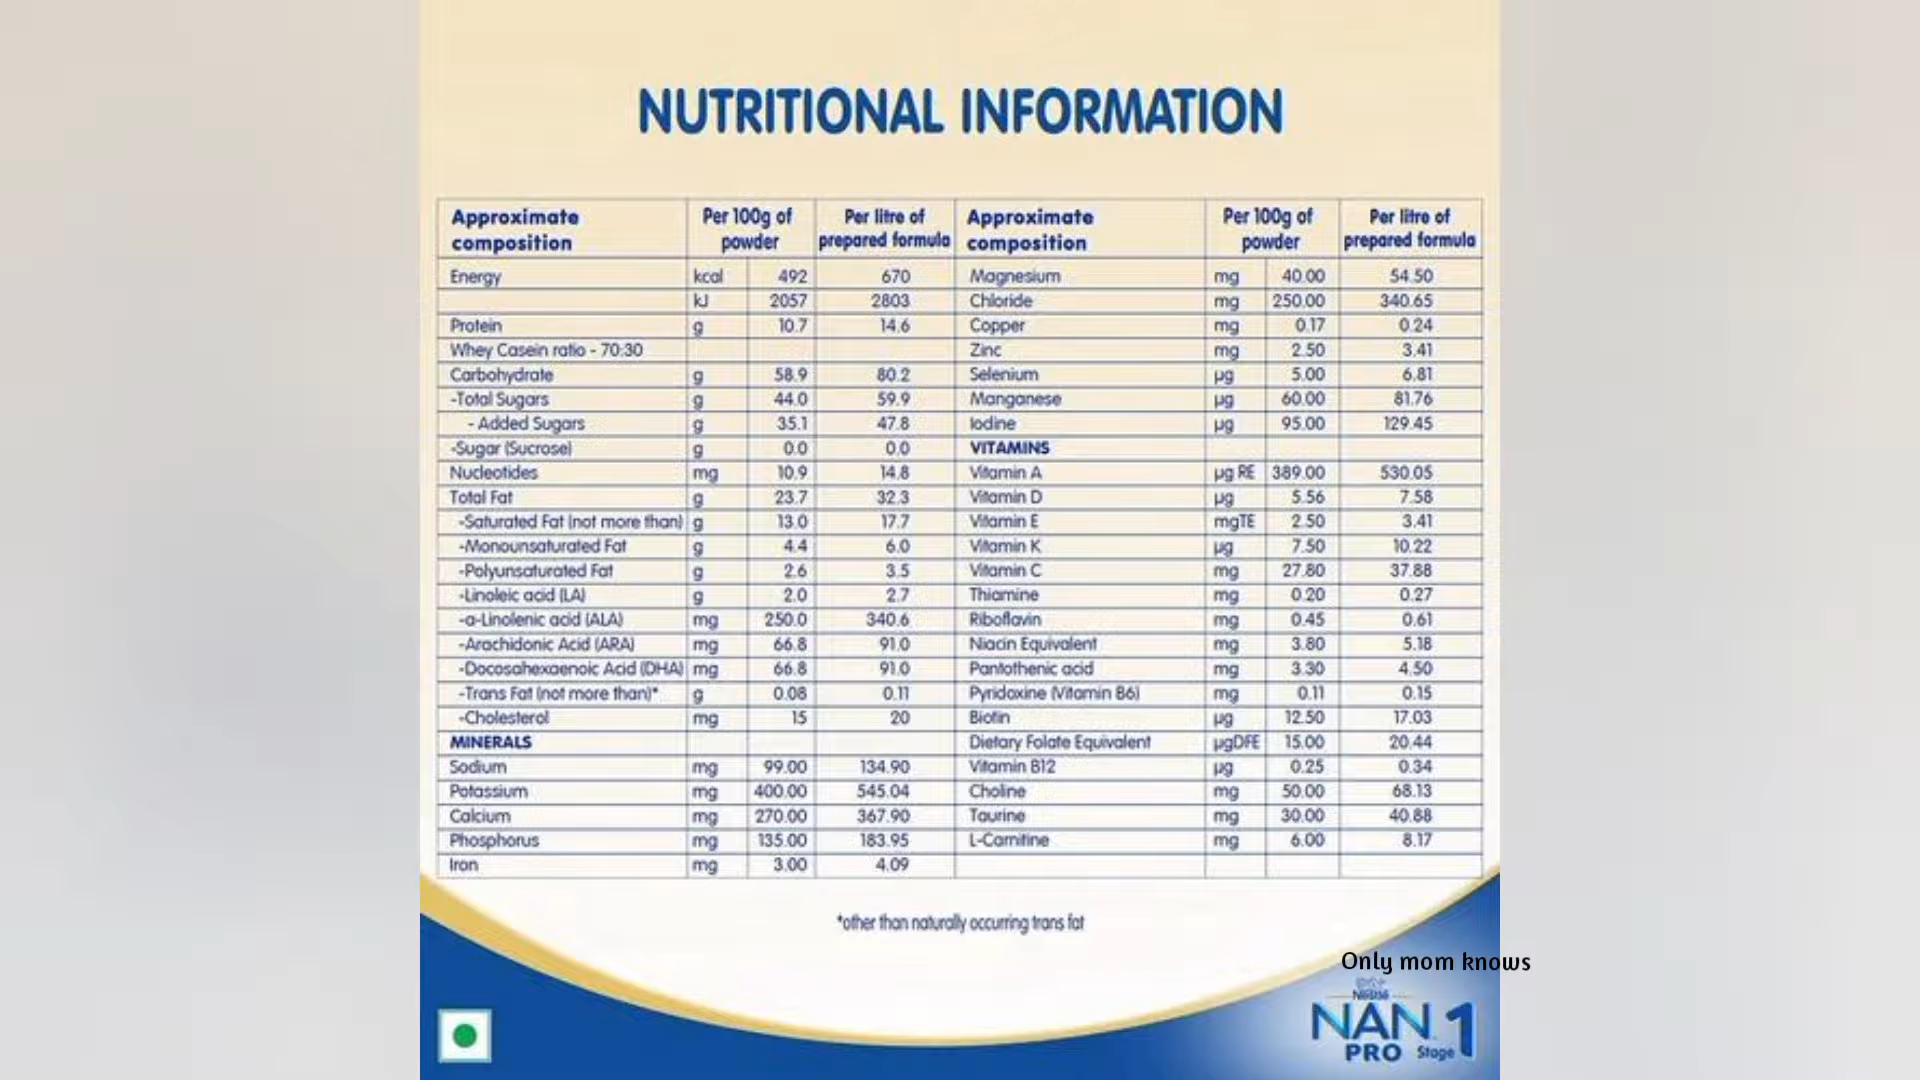 NUTRITIONAL INFORMATION
Approximate composition Per 100g of powder Per litre of prepared formula Approximate composition Per 100g of powder Per litre of prepared formula
Energy kcal 492 670 Magnesium mg 40.00 54.50
kJ 2057 2803 Chloride mg 250.00 340.65
Protein g 10.7 14.6 Copper mg 0.17 0.24
Whey Casein ratio - 70:30 Zinc mg 2.50 3.41
Carbohydrate g 58.9 80.2 Selenium µg 5.00 6.81
-Total Sugars g 44.0 59.9 Manganese µg 60.00 81.76
- Added Sugars g 35.1 47.8 Iodine µg 95.00 129.45
-Sugar (Sucrose) g 0.0 0.0 VITAMINS
Nucleotides mg 10.9 14.8 Vitamin A µg RE 389.00 530.05
Total Fat g 23.7 32.3 Vitamin D µg 5.56 7.58
-Saturated Fat (not more than) g 13.0 17.7 Vitamin E mgTE 2.50 3.41
-Monounsaturated Fat g 4.4 6.0 Vitamin K µg 7.50 10.22
-Polyunsaturated Fat g 2.6 3.5 Vitamin C mg 27.80 37.88
-Linoleic acid (LA) g 2.0 2.7 Thiamine mg 0.20 0.27
-α-Linolenic acid (ALA) mg 250.0 340.6 Riboflavin mg 0.45 0.61
-Arachidonic Acid (ARA) mg 66.8 91.0 Niacin Equivalent mg 3.80 5.18
-Docosahexaenoic Acid (DHA) mg 66.8 91.0 Pantothenic acid mg 3.30 4.50
-Trans Fat (not more than)* g 0.08 0.11 Pyridoxine (Vitamin B6) mg 0.11 0.15
-Cholesterol mg 15 20 Biotin µg 12.50 17.03
MINERALS Dietary Folate Equivalent µgDFE 15.00 20.44
Sodium mg 99.00 134.90 Vitamin B12 µg 0.25 0.34
Potassium mg 400.00 545.04 Choline mg 50.00 68.13
Calcium mg 270.00 367.90 Taurine mg 30.00 40.88
Phosphorus mg 135.00 183.95 L-Carnitine mg 6.00 8.17
Iron mg 3.00 4.09
*other than naturally occurring trans fat
Only mom knows
Nestlé
NAN 1
PRO Stage